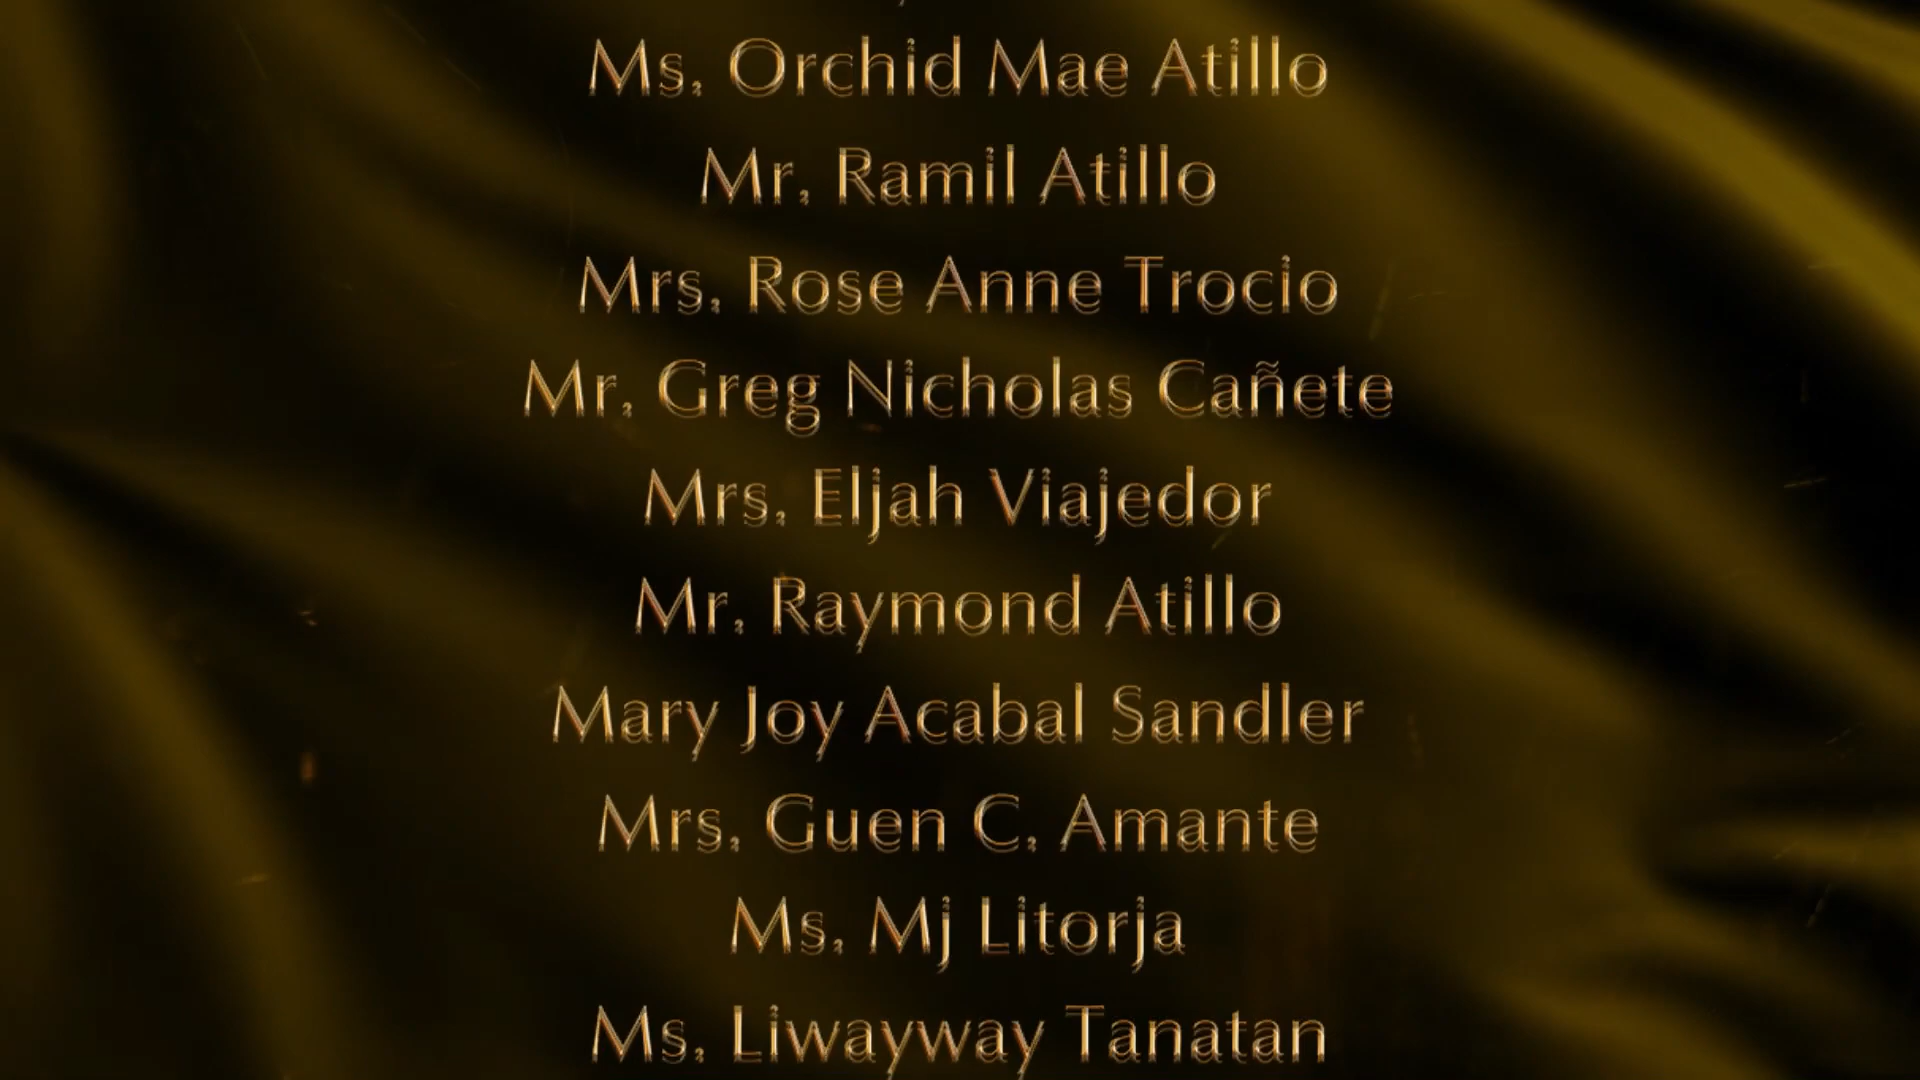 Ms. Orchid Mae Atillo
Mr. Ramil Atillo
Mrs. Rose Anne Trocio
Mr. Greg Nicholas Cañete
Mrs. Eljah Viajedor
Mr. Raymond Atillo
Mary Joy Acabal Sandler
Mrs. Guen C. Amante
Ms. Mj Litorja
Ms. Liwayway Tanatan